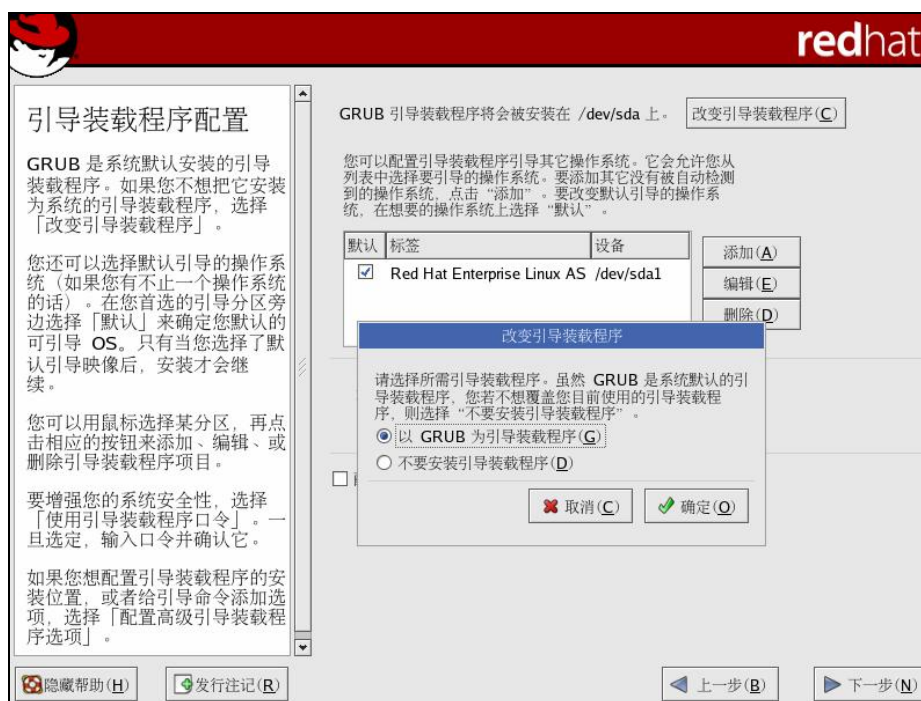 redhat
引导装载程序配置
GRUB 是系统默认安装的引导
装载程序。如果您不想把它安装
为系统的引导装载程序，选择
「改变引导装载程序」。
您还可以选择默认引导的操作系
统（如果您有不止一个操作系统
的话）。在您首选的引导分区旁
边选择「默认」来确定您默认的
可引导 OS。只有当您选择了默
认引导映像后，安装才会继
续。
您可以用鼠标选择某分区，再点
击相应的按钮来添加、编辑、或
删除引导装载程序项目。
要增强您的系统安全性，选择
「使用引导装载程序口令」。一
旦选定，输入口令并确认它。
如果您想配置引导装载程序的安
装位置，或者给引导命令添加选
项，选择「配置高级引导装载程
序选项」。
GRUB 引导装载程序将会被安装在 /dev/sda 上。 改变引导装载程序(C)
您可以配置引导装载程序引导其它操作系统。它会允许您从
列表中选择要引导的操作系统。要添加其它没有被自动检测
到的操作系统，点击“添加”。要改变默认引导的操作系
统，在想要的操作系统上选择“默认”。
默认 标签 设备
Red Hat Enterprise Linux AS /dev/sda1
添加(A)
编辑(E)
删除(D)
改变引导装载程序
请选择所需引导装载程序。虽然 GRUB 是系统默认的引
导装载程序，您若不想覆盖您目前使用的引导装载程
序，则选择“不要安装引导装载程序”。
以 GRUB 为引导装载程序(G)
不要安装引导装载程序(D)
取消(C) 确定(O)
隐藏帮助(H) 发行注记(R) 上一步(B) 下一步(N)